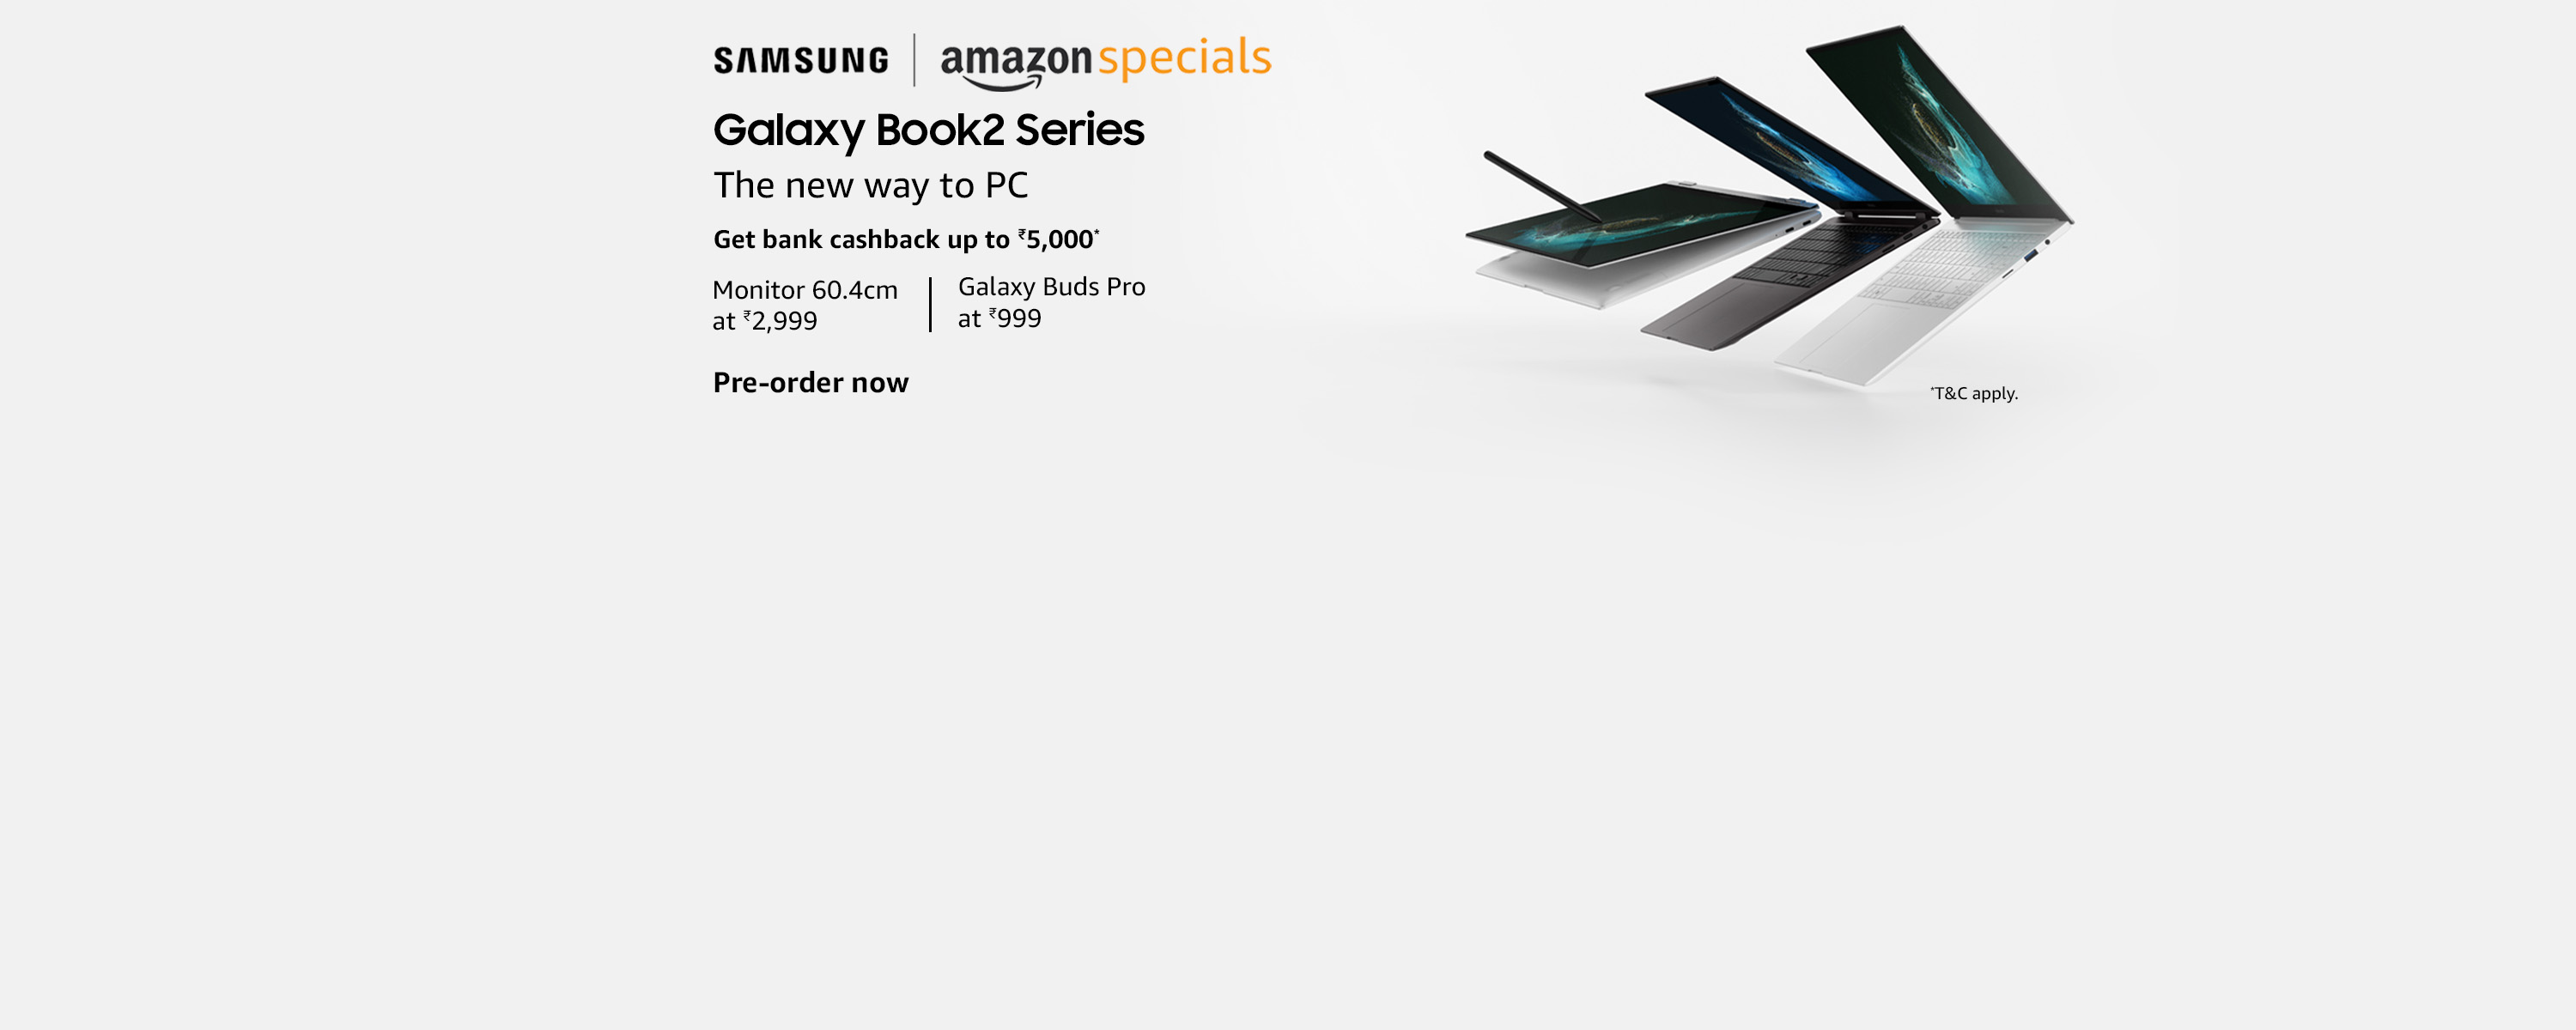 SAMSUNG | amazon specials
Galaxy Book2 Series
The new way to PC
Get bank cashback up to ₹5,000*
Monitor 60.4cm
at ₹2,999
Galaxy Buds Pro
at ₹999
Pre-order now
*T&C apply.